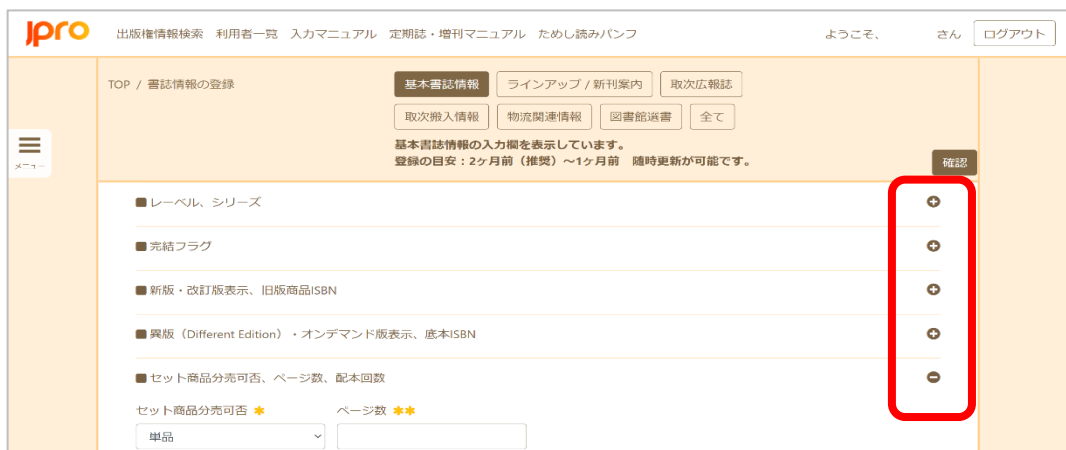 Jpro 出版権情報検索 利用者一覧 入力マニュアル 定期誌・増刊マニュアル ためし読みパンフ ようこそ、 さん ログアウト
TOP / 書誌情報の登録 基本書誌情報 ラインアップ / 新刊案内 取次広報誌
取次搬入情報 物流関連情報 図書館選書 全て
基本書誌情報の入力欄を表示しています。
メニュー 登録の目安:2ヶ月前(推奨)~1ヶ月前 随時更新が可能です。 確認
■レーベル、シリーズ
■完結フラグ
■新版・改訂版表示、旧版商品ISBN
■異版(Different Edition)・オンデマンド版表示、底本ISBN
■セット商品分売可否、ページ数、配本回数
セット商品分売可否 * ページ数 **
単品